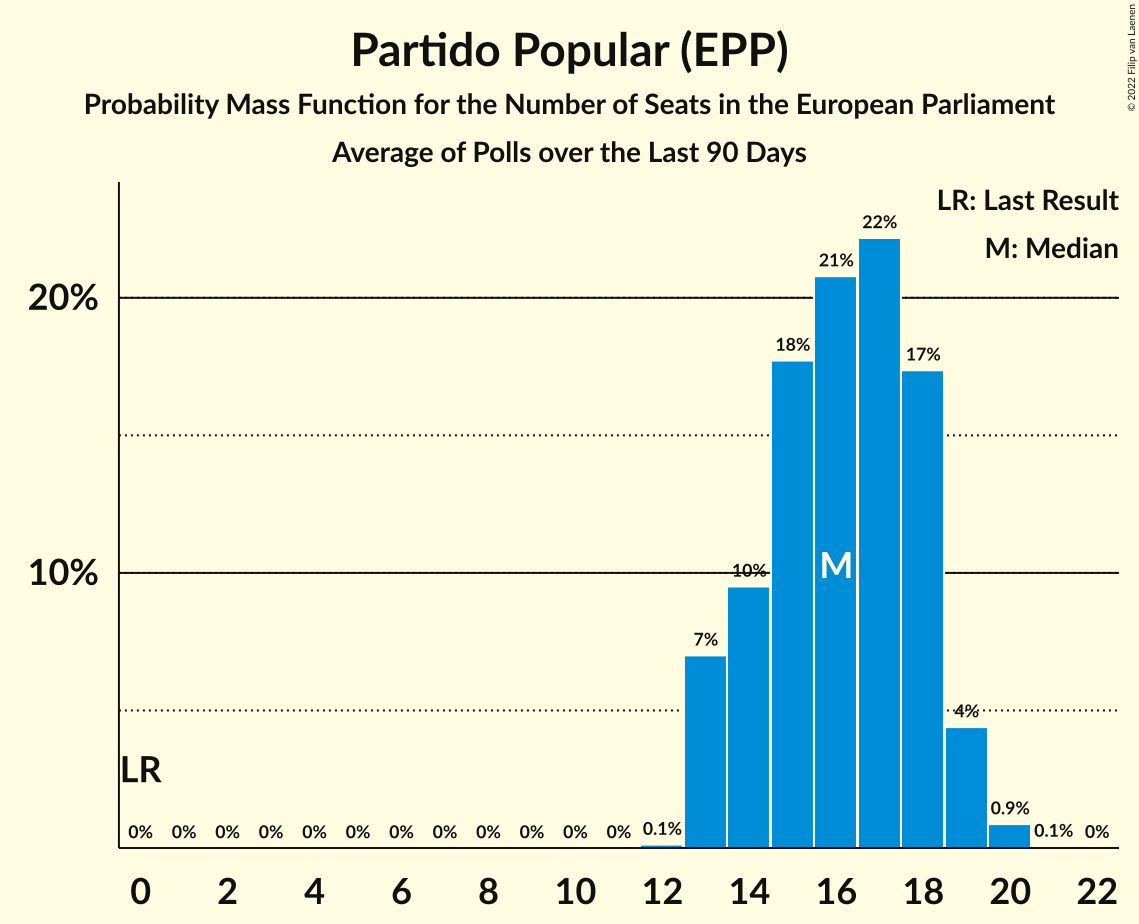 Partido Popular (EPP)
Probability Mass Function for the Number of Seats in the European Parliament
Average of Polls over the Last 90 Days
© 2022 Filip van Laenen
LR: Last Result
M: Median
20%
10%
22%
21%
18%
17%
10%
7%
4%
M
LR
0% 0% 0% 0% 0% 0% 0% 0% 0% 0% 0% 0% 0.1% 0.9% 0.1% 0%
0 2 4 6 8 10 12 14 16 18 20 22